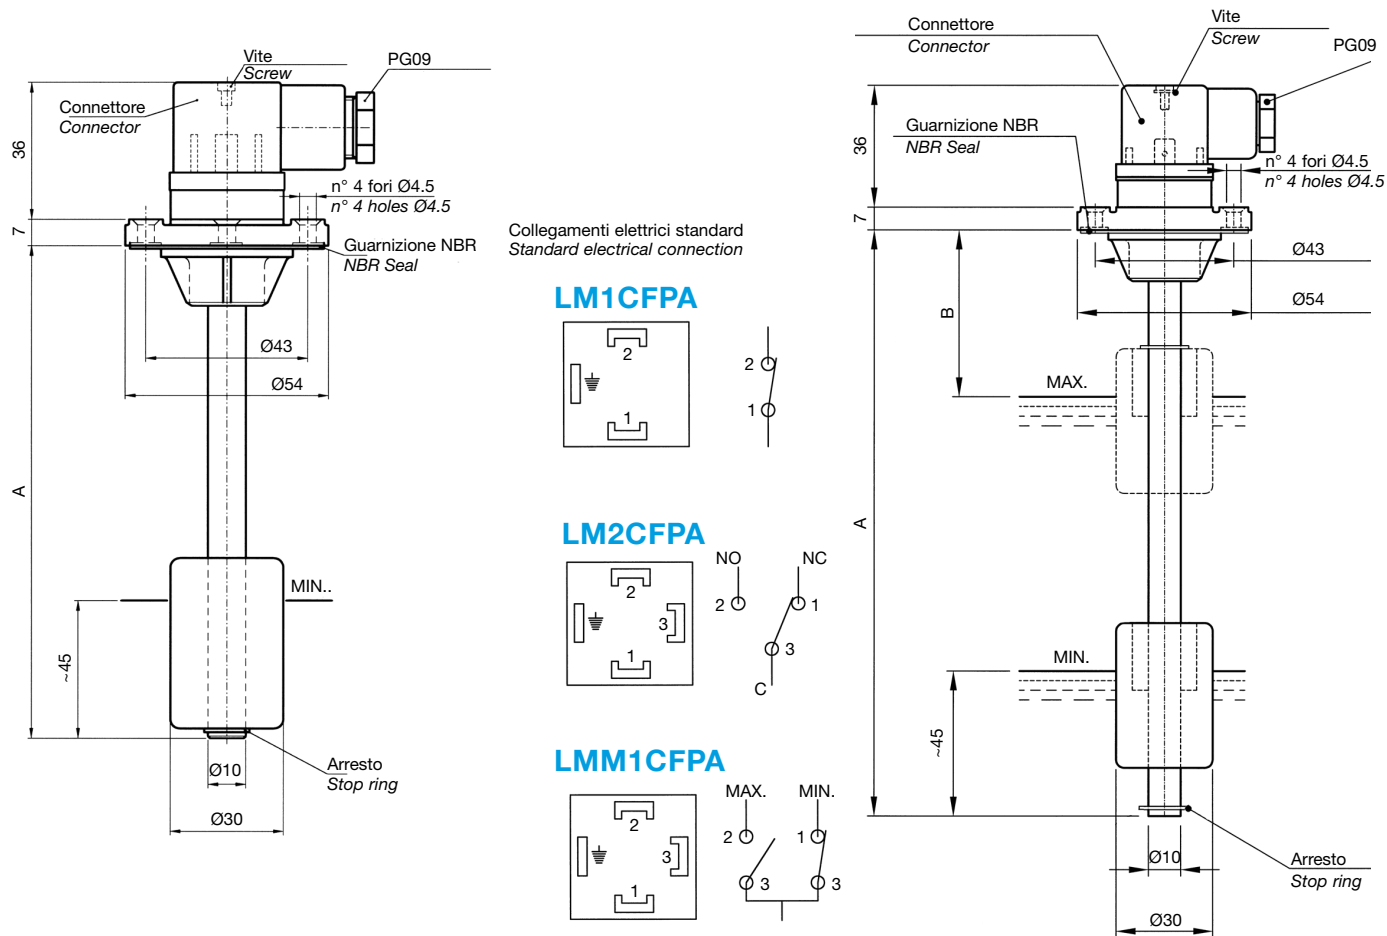 Vite
Screw
PG09
Connettore
Connector
36
n° 4 fori Ø4.5
n° 4 holes Ø4.5
7
Guarnizione NBR
NBR Seal
Ø43
Ø54
A
MIN..
~45
Ø10
Arresto
Stop ring
Ø30
Collegamenti elettrici standard
Standard electrical connection
LM1CFPA
2
1
2
1
LM2CFPA
2
3
1
NO
NC
2
1
3
C
LMM1CFPA
2
3
1
MAX.
MIN.
2
1
3
3
Connettore
Connector
Vite
Screw
PG09
Guarnizione NBR
NBR Seal
36
n° 4 fori Ø4.5
n° 4 holes Ø4.5
7
Ø43
Ø54
B
MAX.
A
MIN.
~45
Ø10
Arresto
Stop ring
Ø30